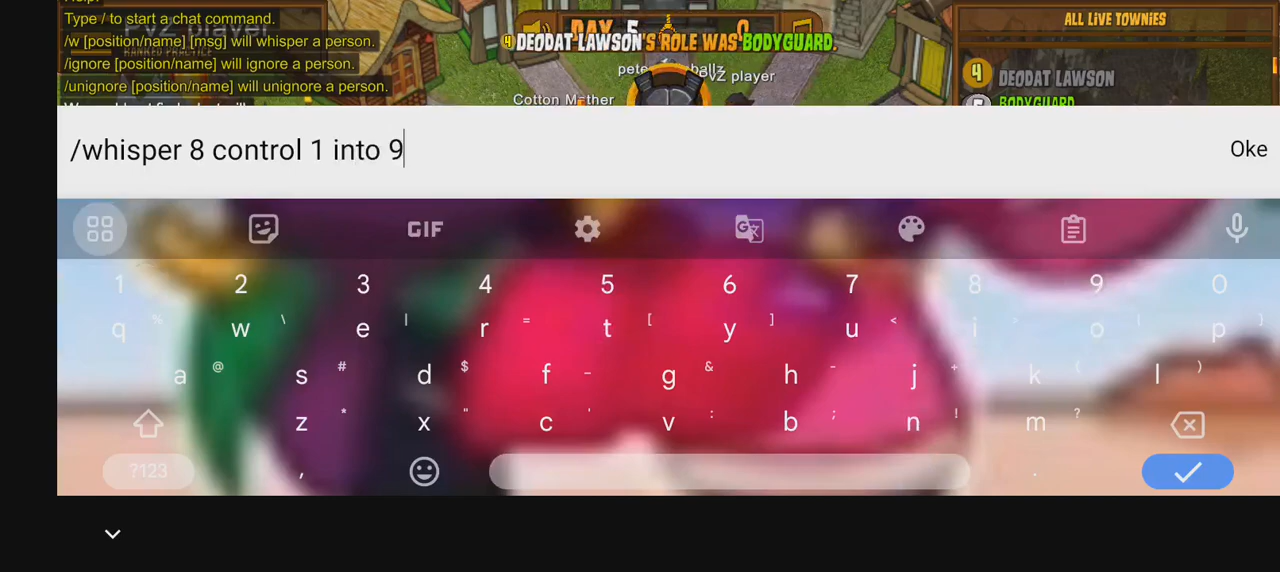 Type / to start a chat command.
/w [position/name] [msg] will whisper a person.
/ignore [position/name] will ignore a person.
/unignore [position/name] will unignore a person.
DAY 5
4 DEODAT LAWSON'S ROLE WAS BODYGUARD.
PvZ player
Cotton Mather
ALL LIVE TOWNIES
4 DEODAT LAWSON
BODYGUARD
/whisper 8 control 1 into 9
Oke
GIF
1 2 3 4 5 6 7 8 9 0
q w e r t y u i o p
a s d f g h j k l
z x c v b n m
?123 , .